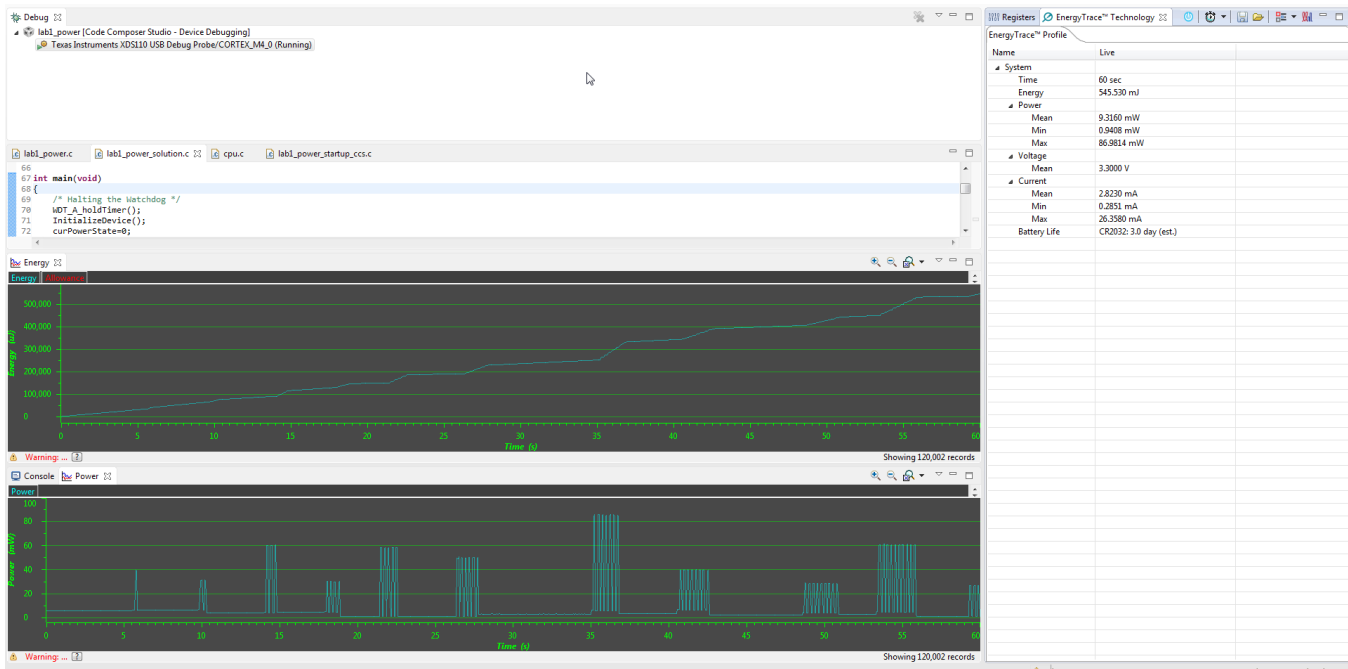 Debug
lab1_power [Code Composer Studio - Device Debugging]
Texas Instruments XDS110 USB Debug Probe/CORTEX_M4_0 (Running)
lab1_power.c lab1_power_solution.c cpu.c lab1_power_startup_ccs.c
66
67 int main(void)
68 {
69 /* Halting the Watchdog */
70 WDT_A_holdTimer();
71 InitializeDevice();
72 curPowerState=0;
Energy
Energy Allowance
500,000
400,000
300,000
200,000
100,000
0
Energy (uJ)
0 5 10 15 20 25 30 35 40 45 50 55 60
Time (s)
Warning: ... Showing 120,002 records
Console Power
Power
100
80
60
40
20
0
Power (mW)
0 5 10 15 20 25 30 35 40 45 50 55 60
Time (s)
Warning: ... Showing 120,002 records
Registers EnergyTrace™ Technology
EnergyTrace™ Profile
Name Live
System
Time 60 sec
Energy 545.530 mJ
Power
Mean 9.3160 mW
Min 0.9408 mW
Max 86.9814 mW
Voltage
Mean 3.3000 V
Current
Mean 2.8230 mA
Min 0.2851 mA
Max 26.3580 mA
Battery Life CR2032: 3.0 day (est.)